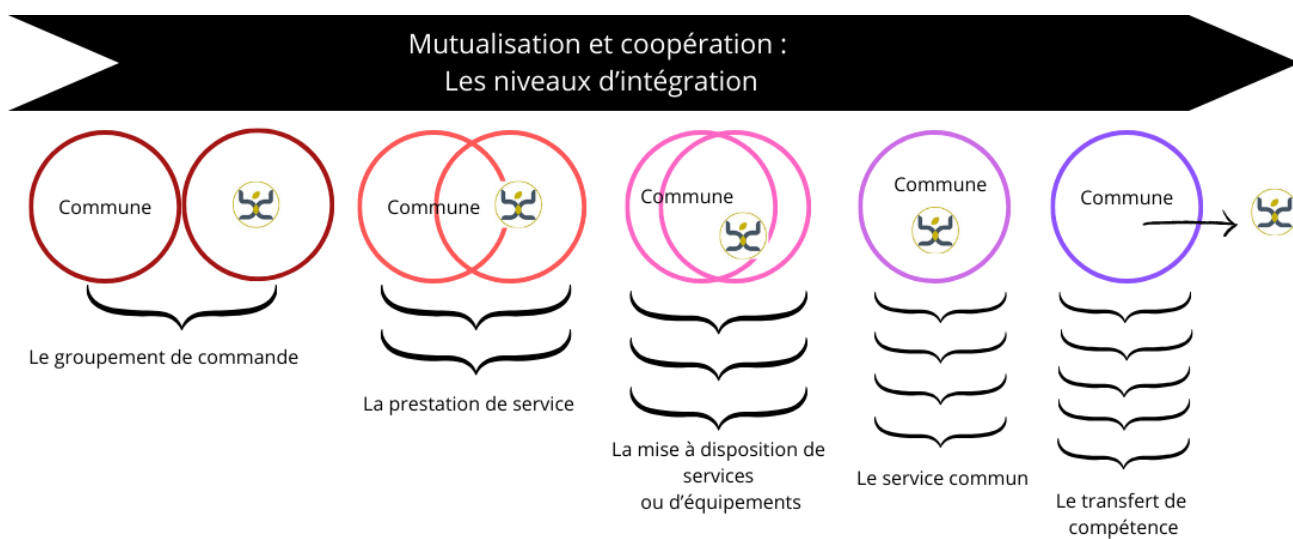 Mutualisation et coopération :
Les niveaux d’intégration
Commune
Commune
Commune
Commune
Commune
Le groupement de commande
La prestation de service
La mise à disposition de
services
ou d’équipements
Le service commun
Le transfert de
compétence